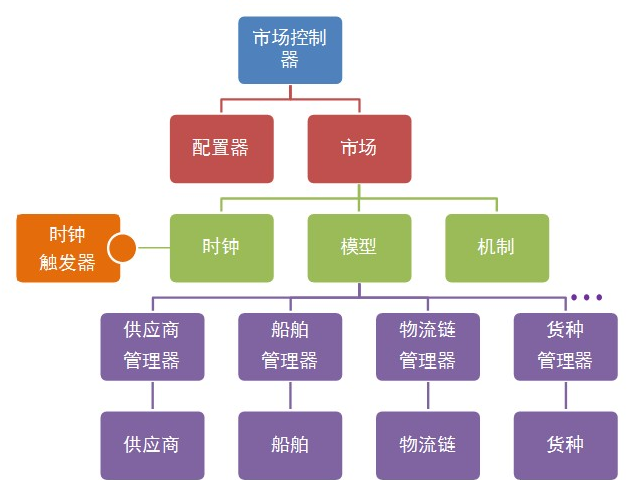 市场控制
器
配置器
市场
时钟
触发器
时钟
模型
机制
供应商
管理器
船舶
管理器
物流链
管理器
货种
管理器
供应商
船舶
物流链
货种